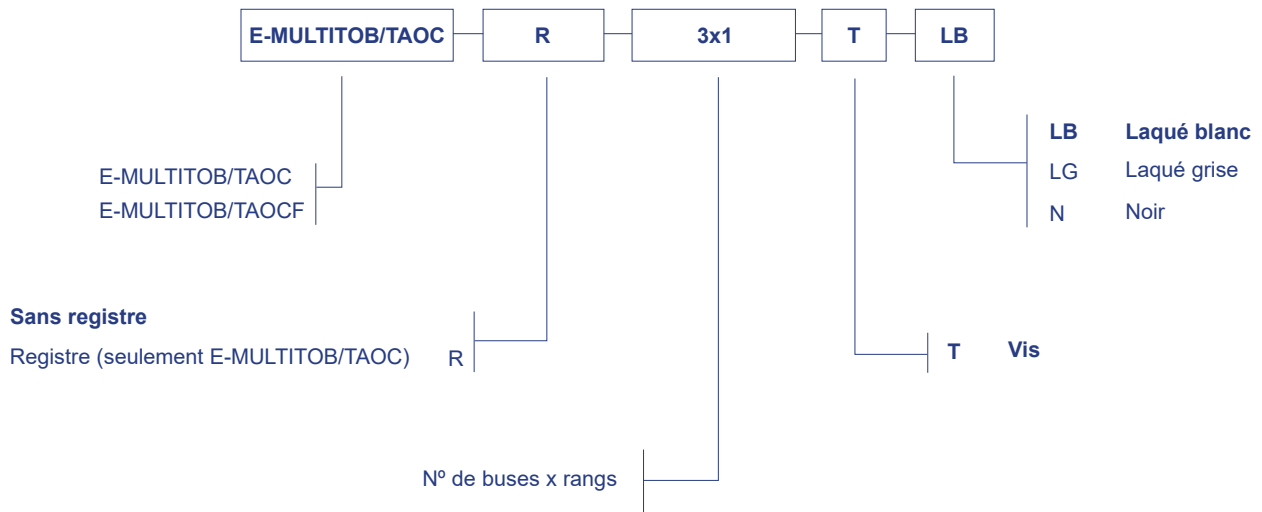 E-MULTITOB/TAOC R 3x1 T LB
LB Laqué blanc
LG Laqué grise
N Noir
E-MULTITOB/TAOC
E-MULTITOB/TAOCF
Sans registre
Registre (seulement E-MULTITOB/TAOC) R
T Vis
Nº de buses x rangs